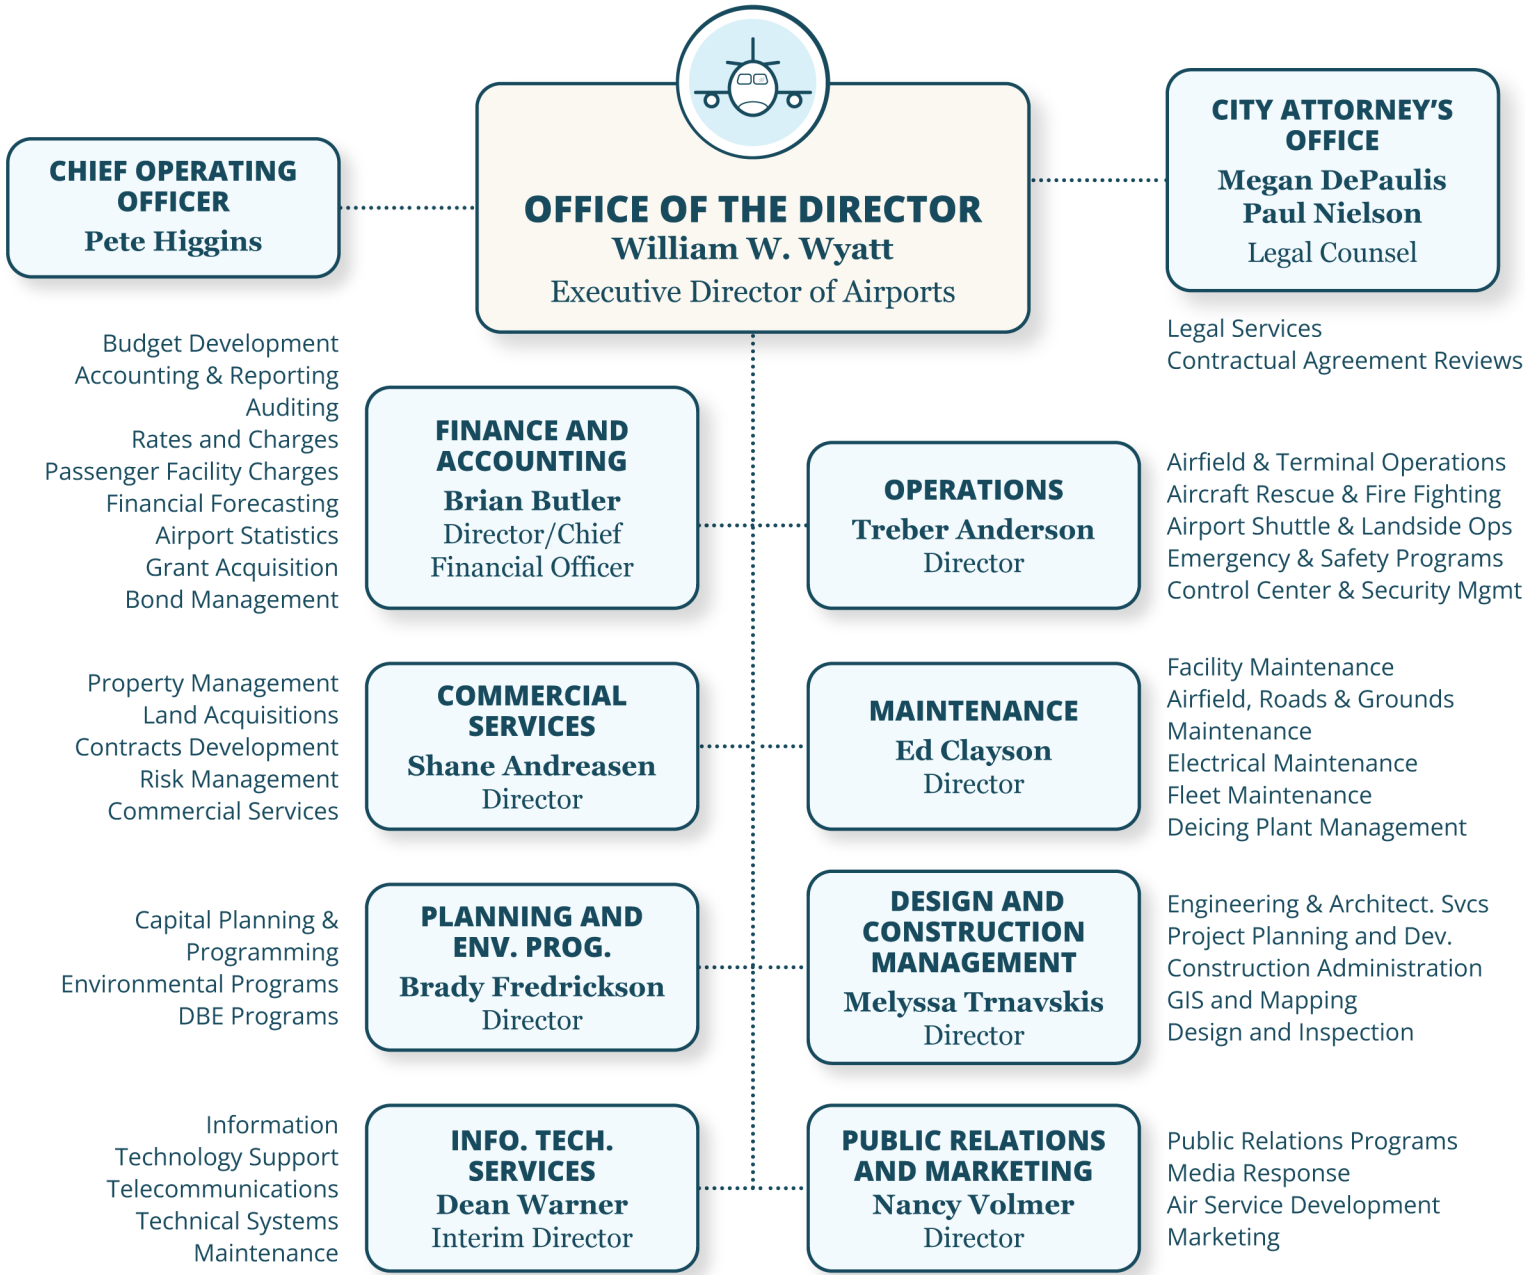 CHIEF OPERATING
OFFICER
Pete Higgins
OFFICE OF THE DIRECTOR
William W. Wyatt
Executive Director of Airports
CITY ATTORNEY’S
OFFICE
Megan DePaulis
Paul Nielson
Legal Counsel
Legal Services
Contractual Agreement Reviews
Budget Development
Accounting & Reporting
Auditing
Rates and Charges
Passenger Facility Charges
Financial Forecasting
Airport Statistics
Grant Acquisition
Bond Management
FINANCE AND
ACCOUNTING
Brian Butler
Director/Chief
Financial Officer
OPERATIONS
Treber Anderson
Director
Airfield & Terminal Operations
Aircraft Rescue & Fire Fighting
Airport Shuttle & Landside Ops
Emergency & Safety Programs
Control Center & Security Mgmt
Property Management
Land Acquisitions
Contracts Development
Risk Management
Commercial Services
COMMERCIAL
SERVICES
Shane Andreasen
Director
MAINTENANCE
Ed Clayson
Director
Facility Maintenance
Airfield, Roads & Grounds
Maintenance
Electrical Maintenance
Fleet Maintenance
Deicing Plant Management
Capital Planning &
Programming
Environmental Programs
DBE Programs
PLANNING AND
ENV. PROG.
Brady Fredrickson
Director
DESIGN AND
CONSTRUCTION
MANAGEMENT
Melyssa Trnavskis
Director
Engineering & Architect. Svcs
Project Planning and Dev.
Construction Administration
GIS and Mapping
Design and Inspection
Information
Technology Support
Telecommunications
Technical Systems
Maintenance
INFO. TECH.
SERVICES
Dean Warner
Interim Director
PUBLIC RELATIONS
AND MARKETING
Nancy Volmer
Director
Public Relations Programs
Media Response
Air Service Development
Marketing